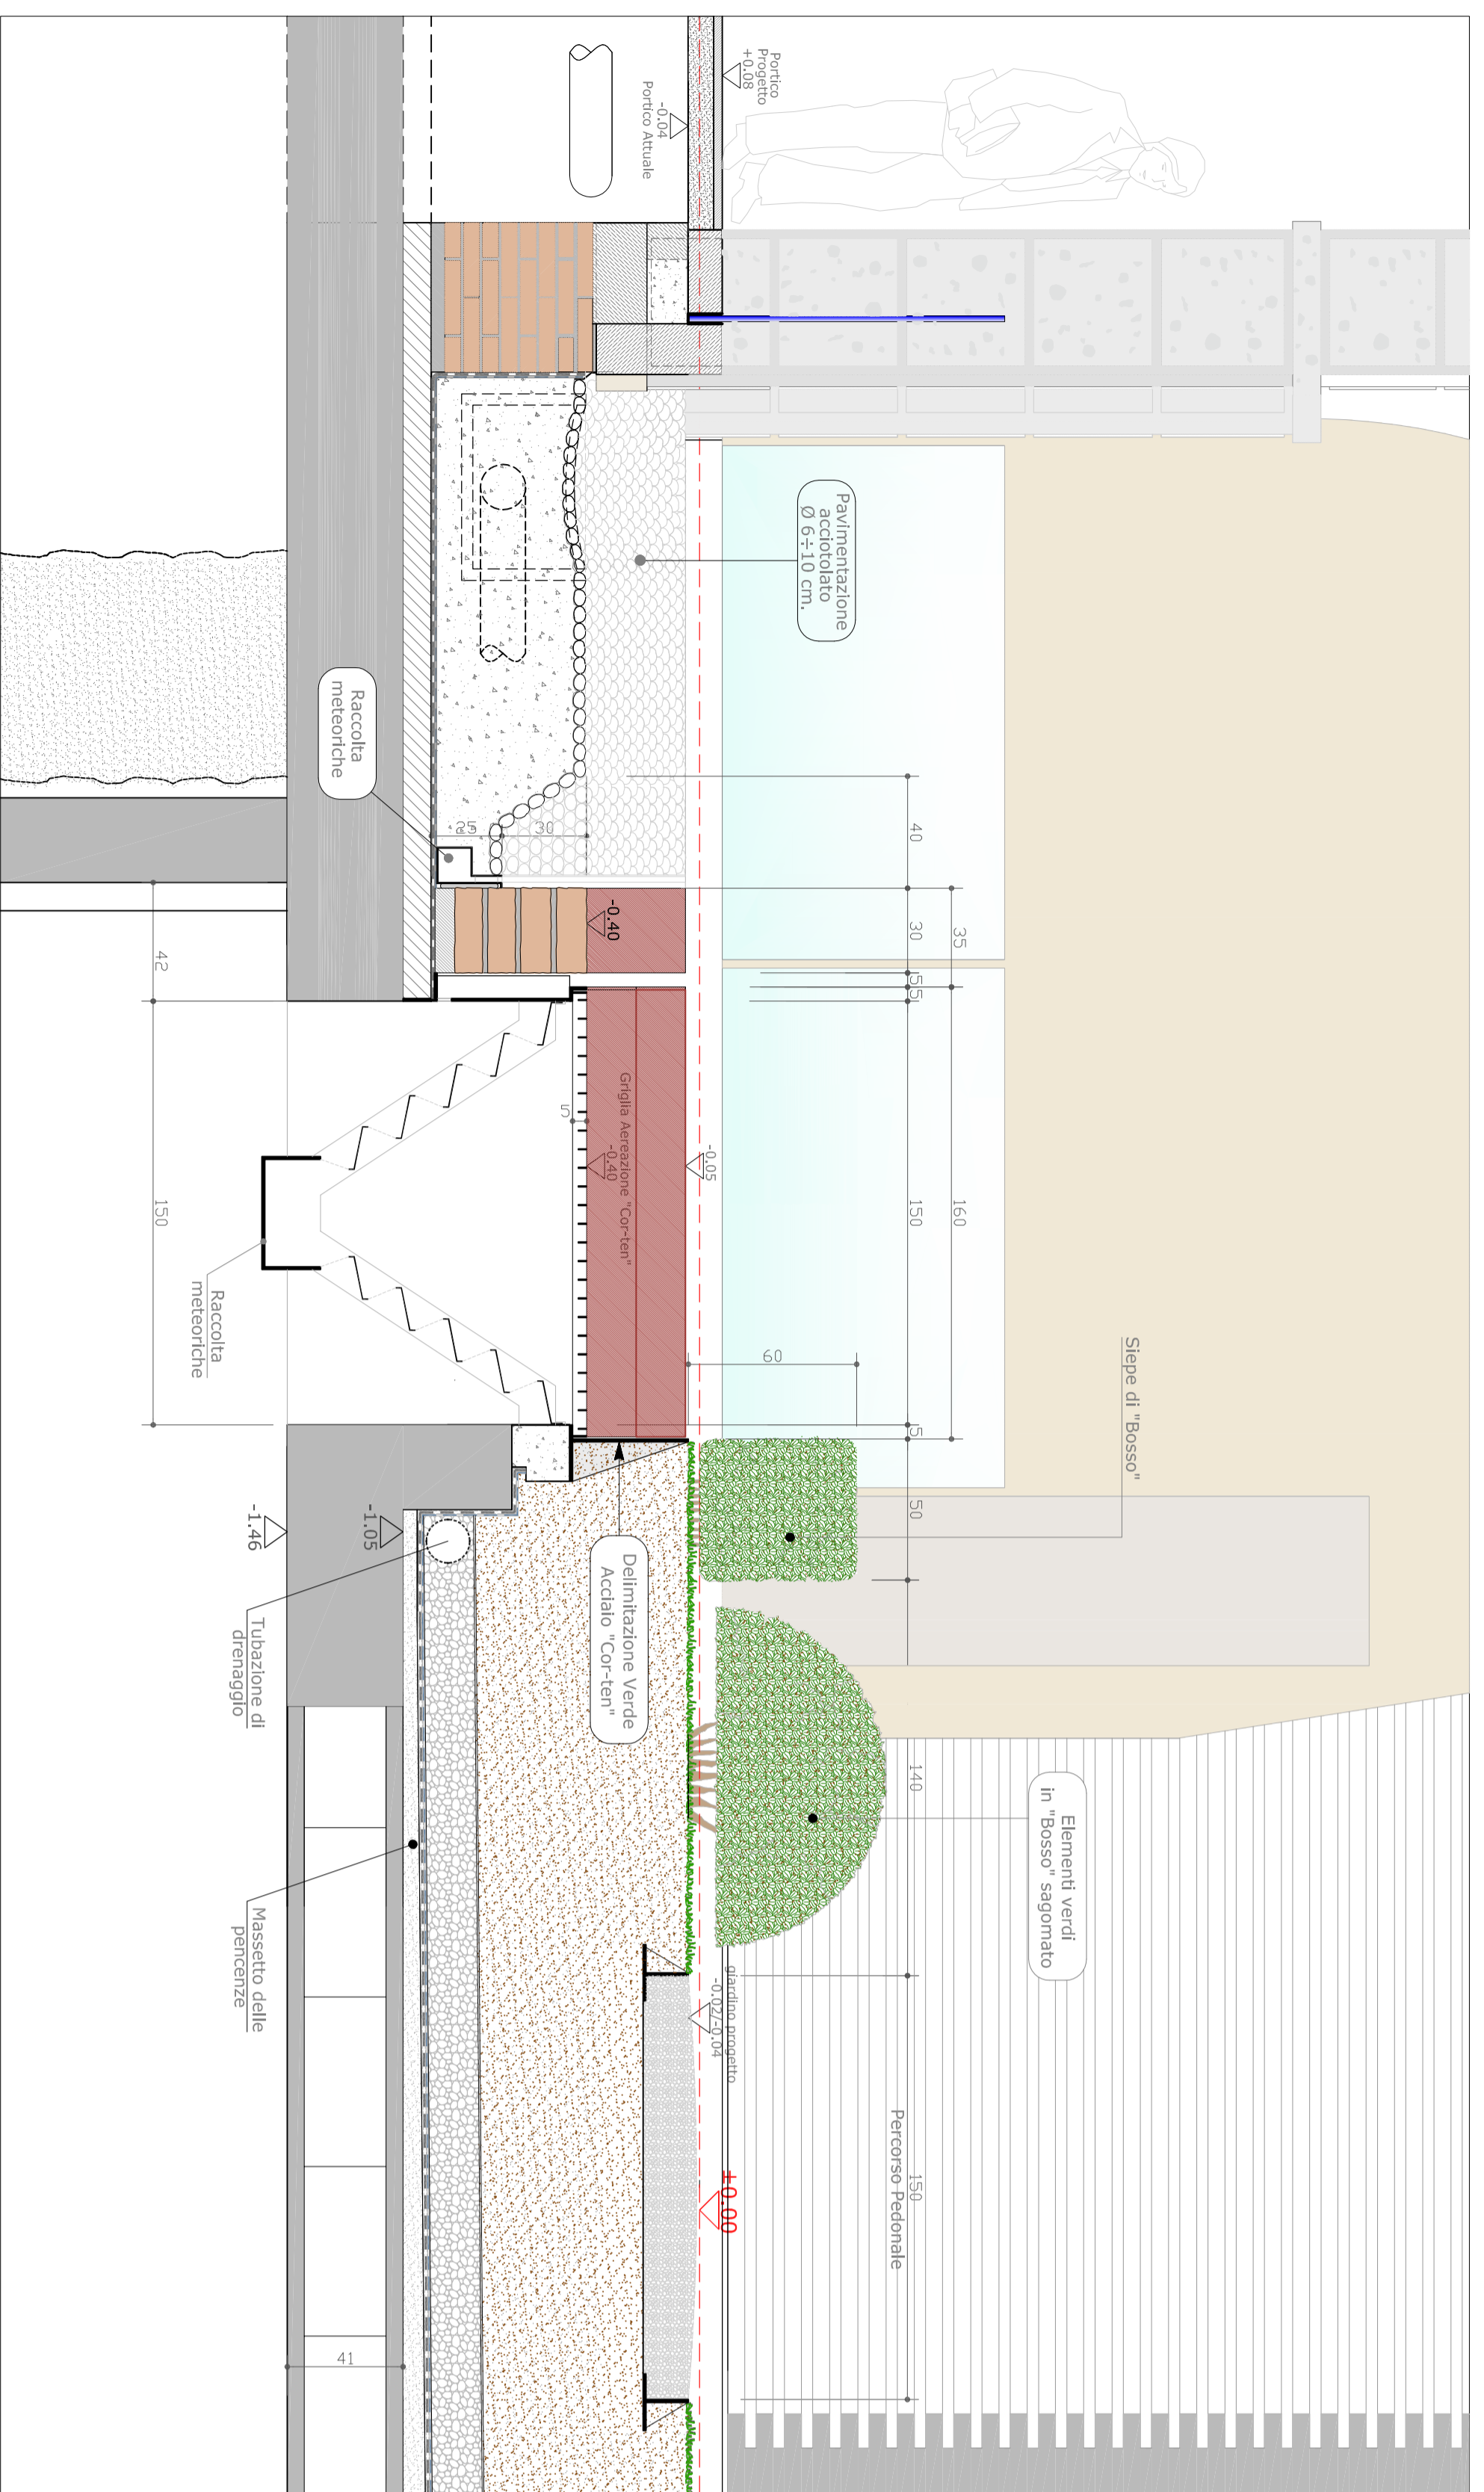 Portico
Progetto
+0.08
-0.04
Portico Attuale
Pavimentazione
acciotolato
Ø 6÷10 cm.
Raccolta
meteoriche
25
30
40
30
35
55
-0.40
42
150
160
150
5
Griglia Aereazione "Cor-ten"
-0.40
-0.05
60
5
50
Siepe di "Bosso"
Raccolta
meteoriche
Delimitazione Verde
Acciaio "Cor-ten"
-1.05
-1.46
Tubazione di
drenaggio
Elementi verdi
in "Bosso" sagomato
140
Massetto delle
pencenze
giardino progetto
-0.02/-0.04
Percorso Pedonale
150
±0.00
41